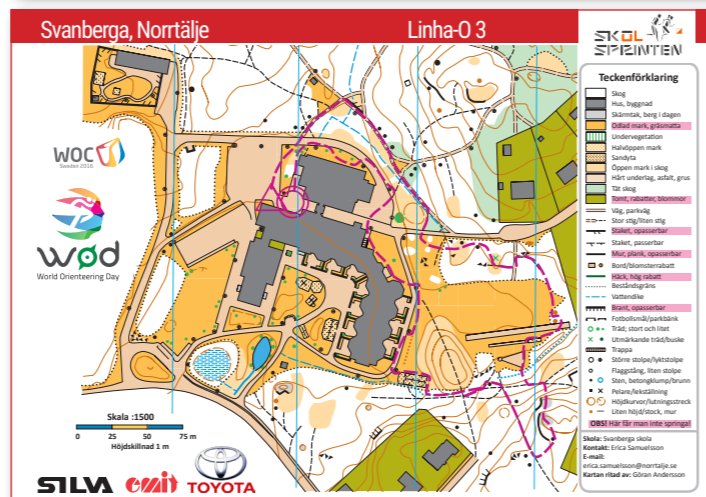 Svanberga, Norrtälje
Linha-O 3
SKOL
SPRINTEN
WOC
Sweden 2016
wod
World Orienteering Day
Teckenförklaring
Skog
Hus, byggnad
Skärmtak, berg i dagen
Odlad mark, gräsmatta
Undervegetation
Halvöppen mark
Sandyta
Öppen mark i skog
Hårt underlag, asfalt, grus
Tät skog
Tomt, rabatter, blommor
Väg, parkväg
Stor stig/liten stig
Staket, opasserbar
Staket, passerbar
Mur, plank, opasserbar
Bord/blomsterrabatt
Häck, hög rabatt
Beståndsgräns
Vattendike
Brant, opasserbar
Fotbollsmål/parkbänk
Träd; stort och litet
Utmärkande träd/buske
Trappa
Större stolpe/lyktstolpe
Flaggstång, liten stolpe
Sten, betongklump/brunn
Pelare/lekställning
Höjdkurvor/lutningsstreck
Liten höjd/stock, mur
OBS! Här får man inte springa!
Skola: Svanberga skola
Kontakt: Erica Samuelsson
E-mail:
erica.samuelsson@norrtalje.se
Kartan ritad av: Göran Andersson
Skala :1500
0 25 50 75 m
Höjdskillnad 1 m
SILVA
emit
TOYOTA